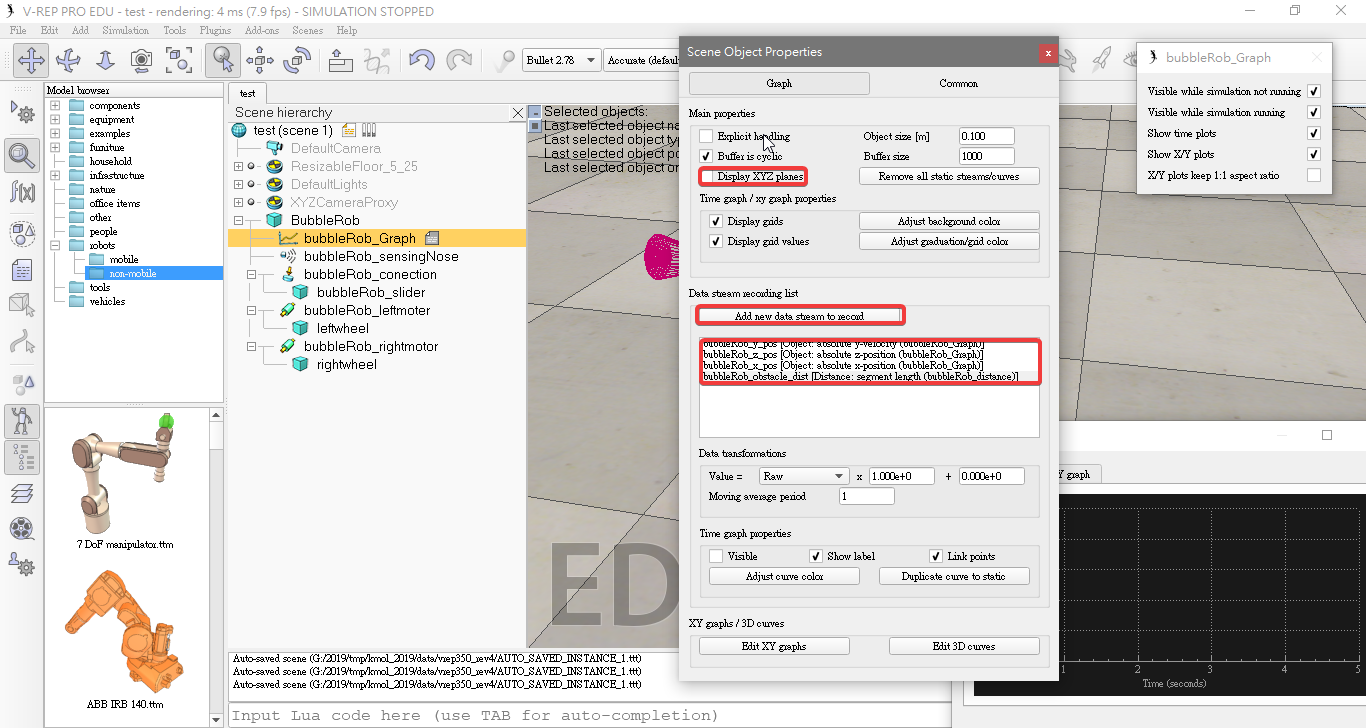 V-REP PRO EDU - test - rendering: 4 ms (7.9 fps) - SIMULATION STOPPED
File Edit Add Simulation Tools Plugins Add-ons Scenes Help
Bullet 2.78 Accurate (defaul
Model browser
components
equipment
examples
furniture
household
infrastructure
nature
office items
other
people
robots
mobile
non-mobile
tools
vehicles
7 DoF manipulator.ttm
ABB IRB 140.ttm
test
Scene hierarchy
test (scene 1)
DefaultCamera
ResizableFloor_5_25
DefaultLights
XYZCameraProxy
BubbleRob
bubbleRob_Graph
bubbleRob_sensingNose
bubbleRob_conection
bubbleRob_slider
bubbleRob_leftmoter
leftwheel
bubbleRob_rightmotor
rightwheel
Selected objects:
Last selected object na
Last selected object typ
Last selected object po
Last selected object or
ED
Scene Object Properties
Graph Common
Main properties
Explicit handling Object size [m] 0.100
Buffer is cyclic Buffer size 1000
Display XYZ planes Remove all static streams/curves
Time graph / xy graph properties
Display grids Adjust background color
Display grid values Adjust graduation/grid color
Data stream recording list
Add new data stream to record
bubbleRob_y_pos [Object: absolute y-velocity (bubbleRob_Graph)]
bubbleRob_z_pos [Object: absolute z-position (bubbleRob_Graph)]
bubbleRob_x_pos [Object: absolute x-position (bubbleRob_Graph)]
bubbleRob_obstacle_dist [Distance: segment length (bubbleRob_distance)]
Data transformations
Value = Raw x 1.000e+0 + 0.000e+0
Moving average period 1
Time graph properties
Visible Show label Link points
Adjust curve color Duplicate curve to static
XY graphs / 3D curves
Edit XY graphs Edit 3D curves
bubbleRob_Graph
Visible while simulation not running
Visible while simulation running
Show time plots
Show X/Y plots
X/Y plots keep 1:1 aspect ratio
Y graph
1 2 3 4 5
Time (seconds)
Auto-saved scene (G:/2019/tmp/kmol_2019/data/vrep350_rev4/AUTO_SAVED_INSTANCE_1.ttt)
Auto-saved scene (G:/2019/tmp/kmol_2019/data/vrep350_rev4/AUTO_SAVED_INSTANCE_1.ttt)
Auto-saved scene (G:/2019/tmp/kmol_2019/data/vrep350_rev4/AUTO_SAVED_INSTANCE_1.ttt)
Input Lua code here (use TAB for auto-completion)